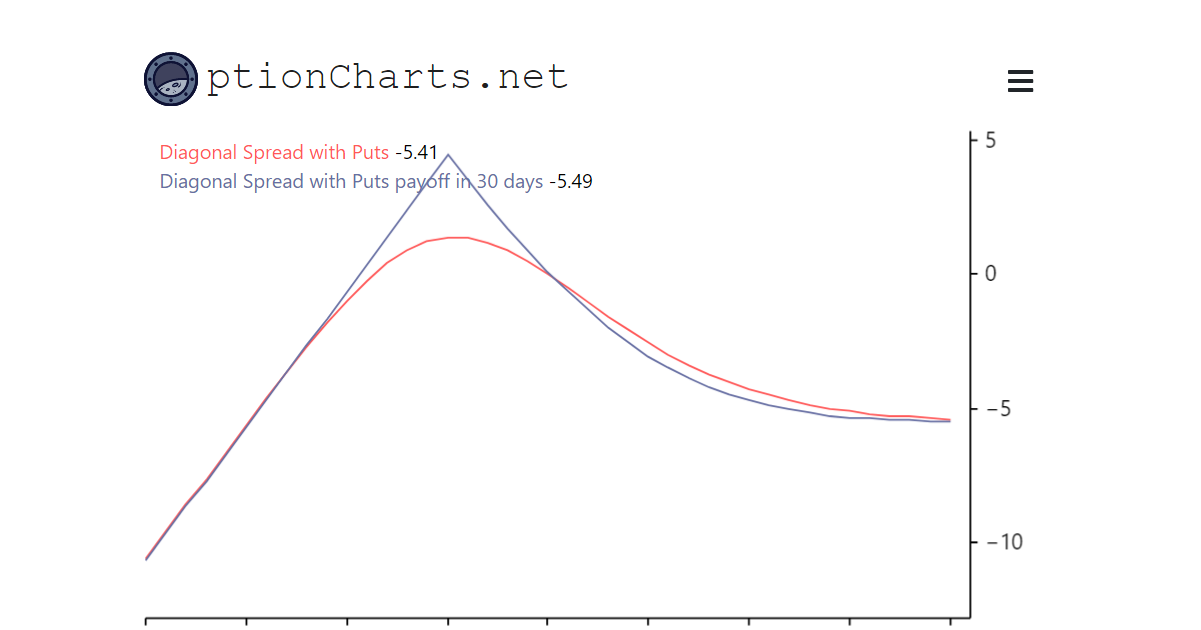 ptionCharts.net
Diagonal Spread with Puts -5.41
Diagonal Spread with Puts payoff in 30 days -5.49
5
0
−5
−10